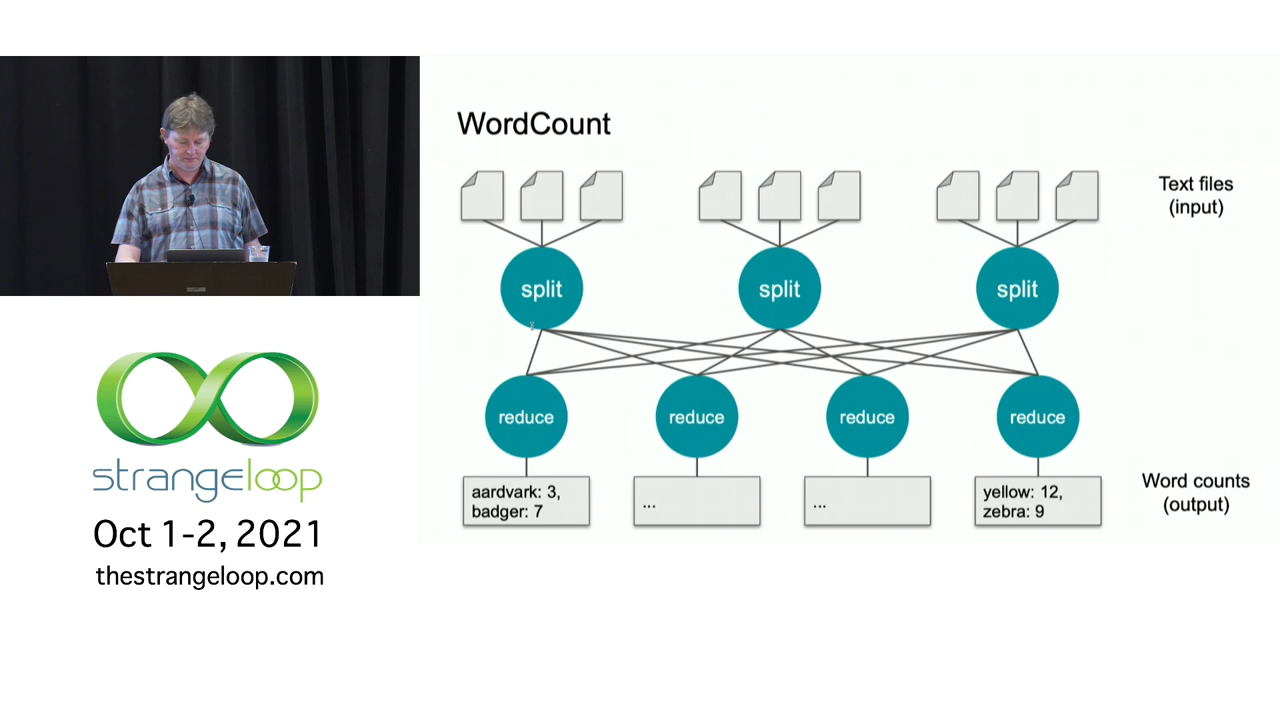 WordCount
Text files
(input)
split
split
split
reduce
reduce
reduce
reduce
aardvark: 3,
badger: 7
...
...
yellow: 12,
zebra: 9
Word counts
(output)
strangeloop
Oct 1-2, 2021
thestrangeloop.com